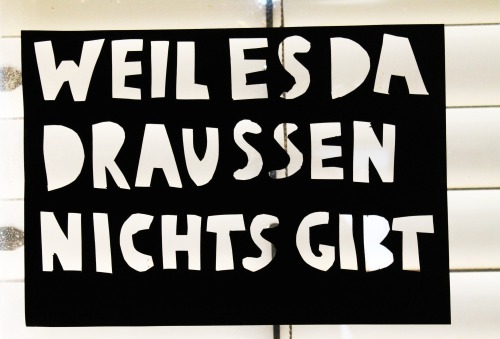 WEIL ES DA
DRAUSSEN
NICHTS GIBT